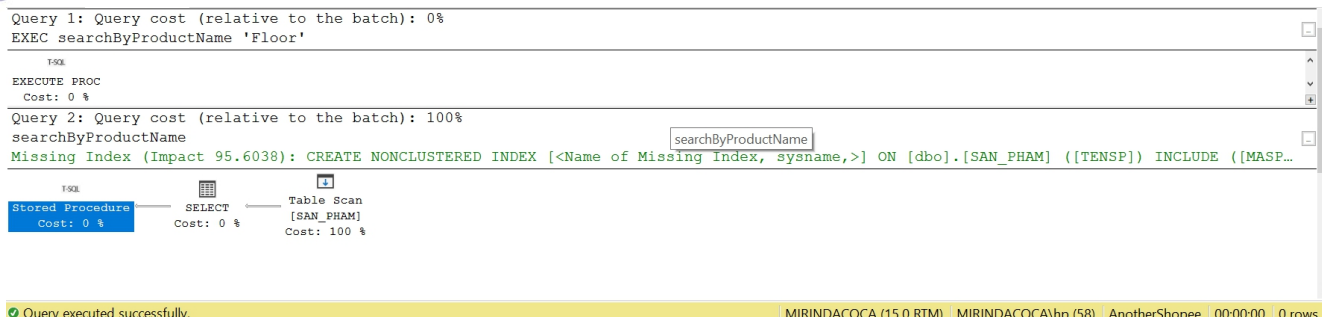 Query 1: Query cost (relative to the batch): 0%
EXEC searchByProductName 'Floor'
T-SQL
EXECUTE PROC
Cost: 0 %
Query 2: Query cost (relative to the batch): 100%
searchByProductName
searchByProductName
Missing Index (Impact 95.6038): CREATE NONCLUSTERED INDEX [<Name of Missing Index, sysname,>] ON [dbo].[SAN_PHAM] ([TENSP]) INCLUDE ([MASP…
T-SQL
Stored Procedure
Cost: 0 %
SELECT
Cost: 0 %
Table Scan
[SAN_PHAM]
Cost: 100 %
Query executed successfully.
MIRINDACOCA (15.0 RTM)
MIRINDACOCA\hp (58)
AnotherShopee
00:00:00
0 rows